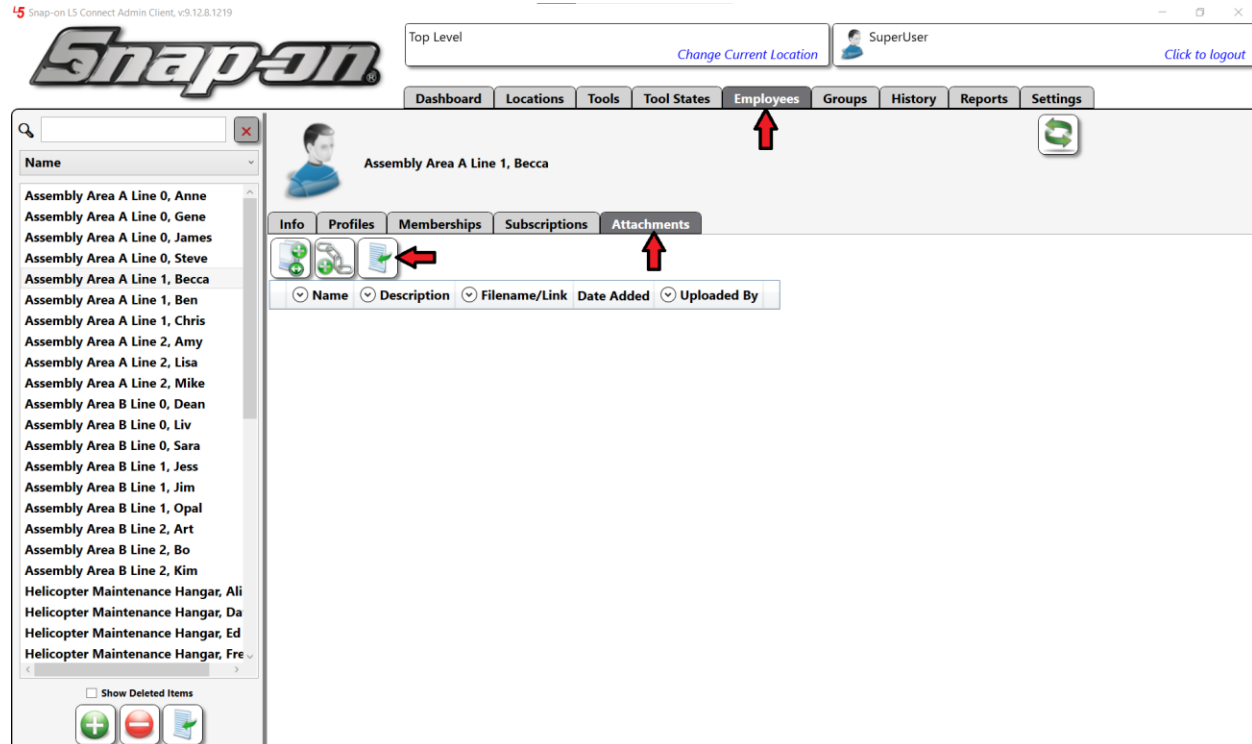 L5 Snap-on L5 Connect Admin Client, v:9.12.8.1219
Snap-on®
Top Level
Change Current Location
SuperUser
Click to logout
Dashboard Locations Tools Tool States Employees Groups History Reports Settings
Name
Assembly Area A Line 0, Anne
Assembly Area A Line 0, Gene
Assembly Area A Line 0, James
Assembly Area A Line 0, Steve
Assembly Area A Line 1, Becca
Assembly Area A Line 1, Ben
Assembly Area A Line 1, Chris
Assembly Area A Line 2, Amy
Assembly Area A Line 2, Lisa
Assembly Area A Line 2, Mike
Assembly Area B Line 0, Dean
Assembly Area B Line 0, Liv
Assembly Area B Line 0, Sara
Assembly Area B Line 1, Jess
Assembly Area B Line 1, Jim
Assembly Area B Line 1, Opal
Assembly Area B Line 2, Art
Assembly Area B Line 2, Bo
Assembly Area B Line 2, Kim
Helicopter Maintenance Hangar, Ali
Helicopter Maintenance Hangar, Da
Helicopter Maintenance Hangar, Ed
Helicopter Maintenance Hangar, Fre
Show Deleted Items
Assembly Area A Line 1, Becca
Info Profiles Memberships Subscriptions Attachments
Name Description Filename/Link Date Added Uploaded By